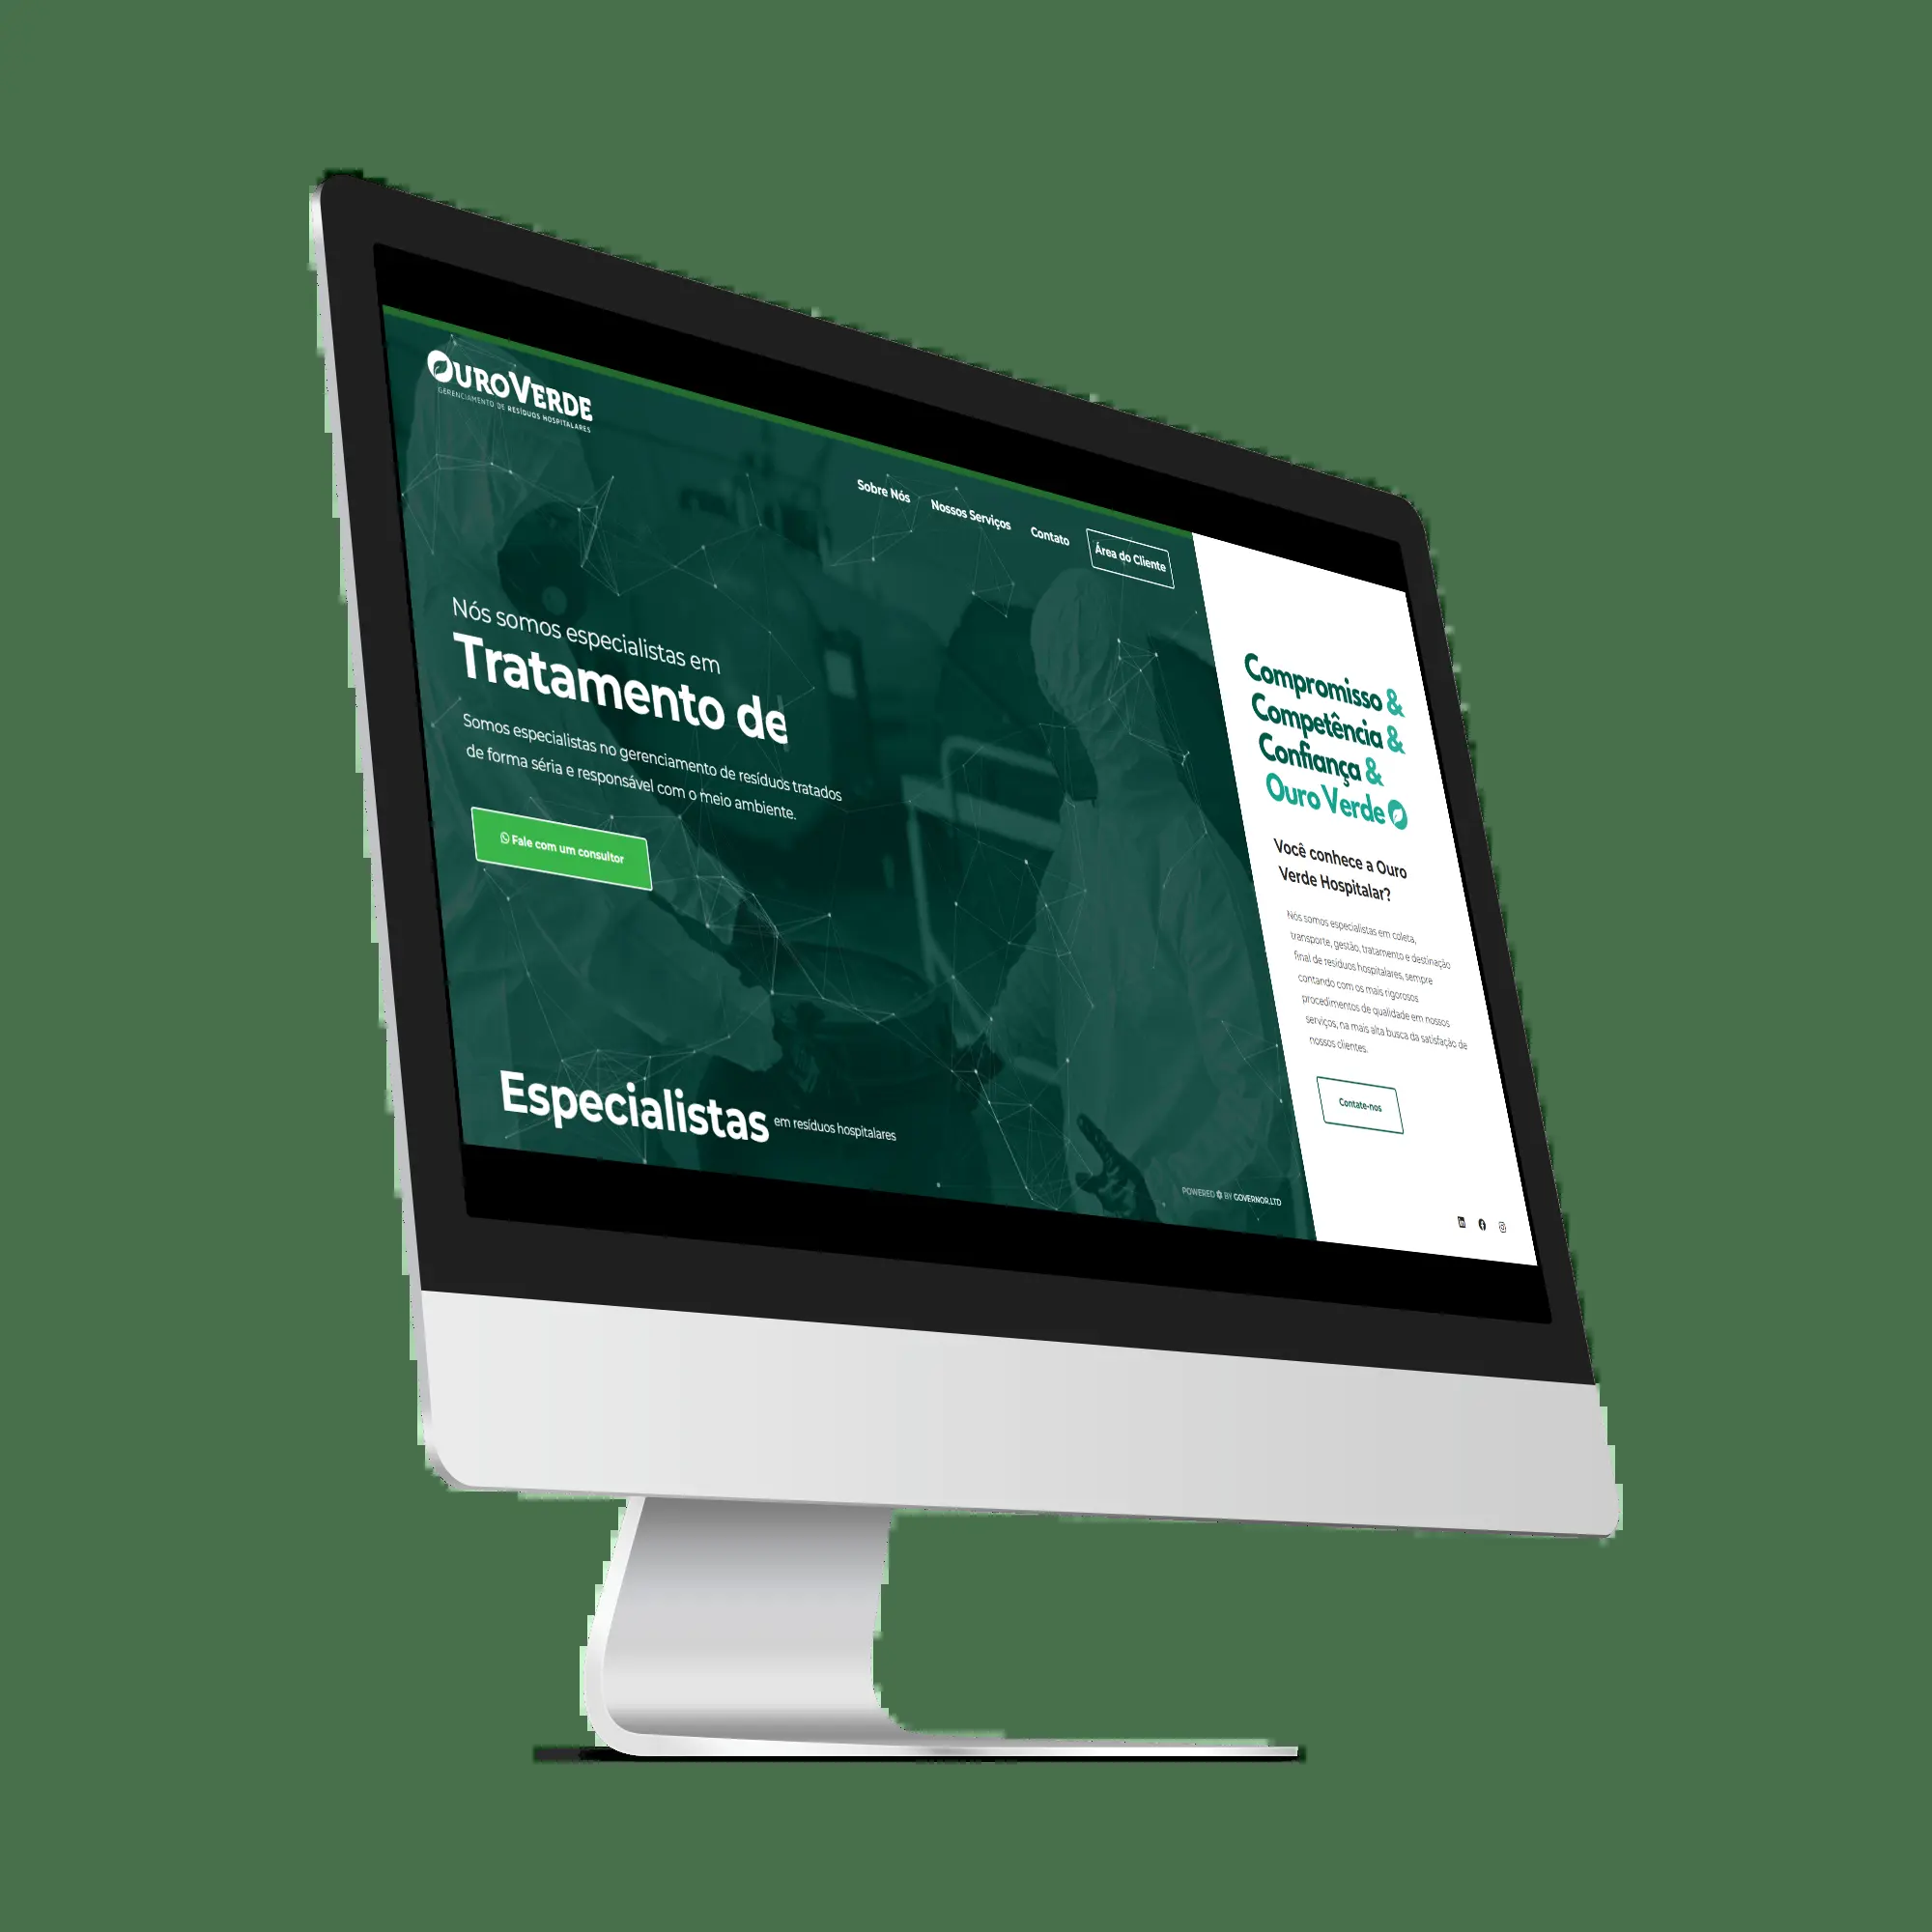 OUROVERDE
GERENCIAMENTO DE RESÍDUOS HOSPITALARES
Sobre Nós
Nossos Serviços
Contato
Área do Cliente
Nós somos especialistas em
Tratamento de
Somos especialistas no gerenciamento de resíduos tratados
de forma séria e responsável com o meio ambiente.
Fale com um consultor
Especialistas em resíduos hospitalares
POWERED BY GOVERNOR.LTD
Compromisso &
Competência &
Confiança &
Ouro Verde
Você conhece a Ouro
Verde Hospitalar?
Nós somos especialistas em coleta,
transporte, gestão, tratamento e destinação
final de resíduos hospitalares, sempre
contando com os mais rigorosos
procedimentos de qualidade em nossos
serviços, na mais alta busca da satisfação de
nossos clientes.
Contate-nos